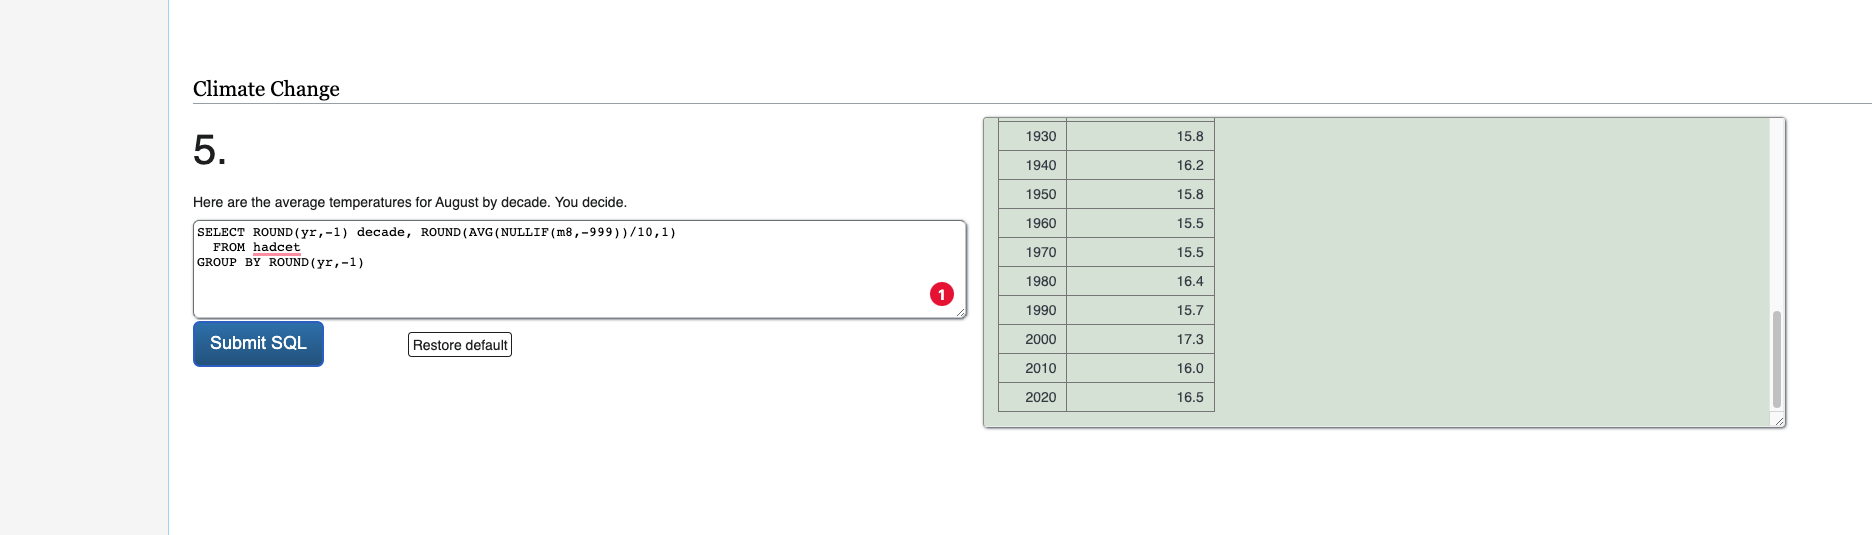 Climate Change
5.
Here are the average temperatures for August by decade. You decide.
SELECT ROUND(yr,-1) decade, ROUND(AVG(NULLIF(m8,-999))/10,1)
FROM hadcet
GROUP BY ROUND(yr,-1)
1
Submit SQL
Restore default
1930 15.8
1940 16.2
1950 15.8
1960 15.5
1970 15.5
1980 16.4
1990 15.7
2000 17.3
2010 16.0
2020 16.5